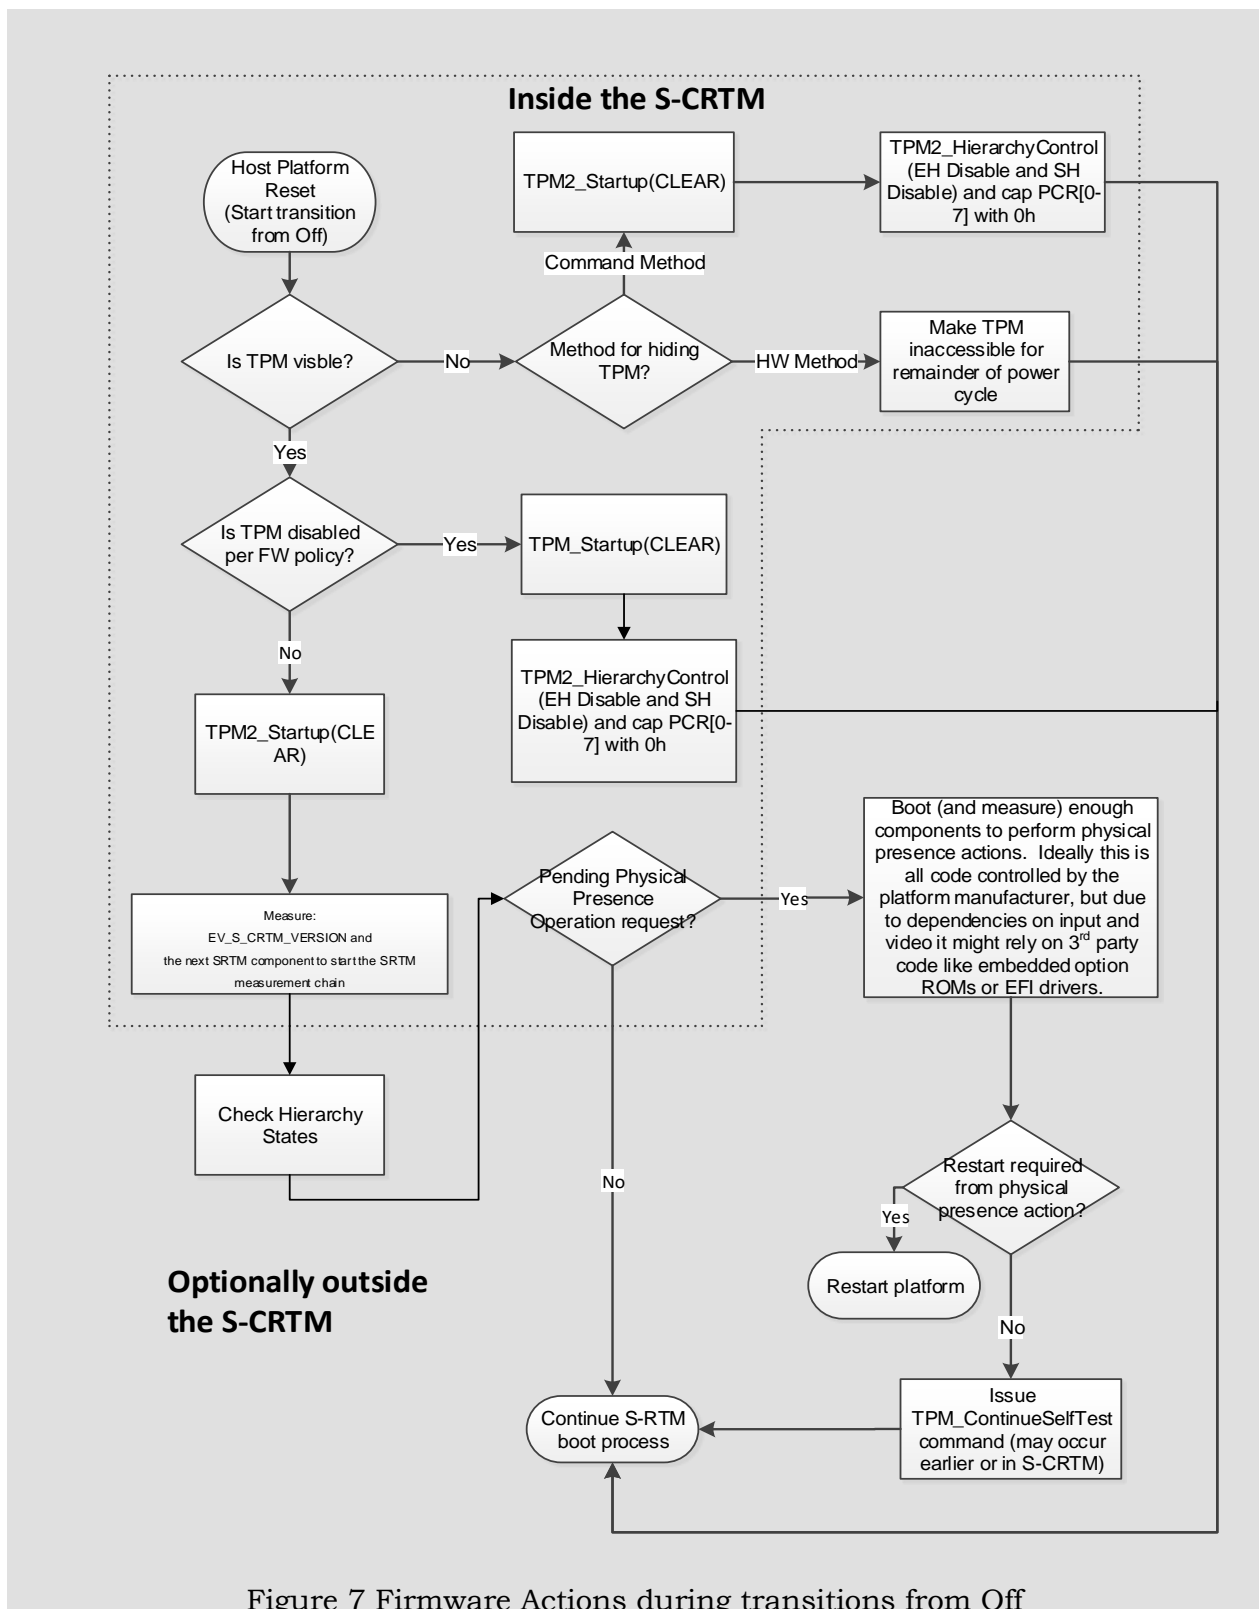 Inside the S-CRTM
Host Platform
Reset
(Start transition
from Off)
TPM2_Startup(CLEAR)
TPM2_HierarchyControl
(EH Disable and SH
Disable) and cap PCR[0-
7] with 0h
Command Method
Is TPM visble?
No
Method for hiding
TPM?
HW Method
Make TPM
inaccessible for
remainder of power
cycle
Yes
Is TPM disabled
per FW policy?
Yes
TPM_Startup(CLEAR)
No
TPM2_HierarchyControl
(EH Disable and SH
Disable) and cap PCR[0-
7] with 0h
TPM2_Startup(CLE
AR)
Measure:
EV_S_CRTM_VERSION and
the next SRTM component to start the SRTM
measurement chain
Pending Physical
Presence
Operation request?
Yes
Boot (and measure) enough
components to perform physical
presence actions.  Ideally this is
all code controlled by the
platform manufacturer, but due
to dependencies on input and
video it might rely on 3rd party
code like embedded option
ROMs or EFI drivers.
Check Hierarchy
States
No
Restart required
from physical
presence action?
Yes
Restart platform
No
Optionally outside
the S-CRTM
Continue S-RTM
boot process
Issue
TPM_ContinueSelfTest
command (may occur
earlier or in S-CRTM)
Figure 7 Firmware Actions during transitions from Off